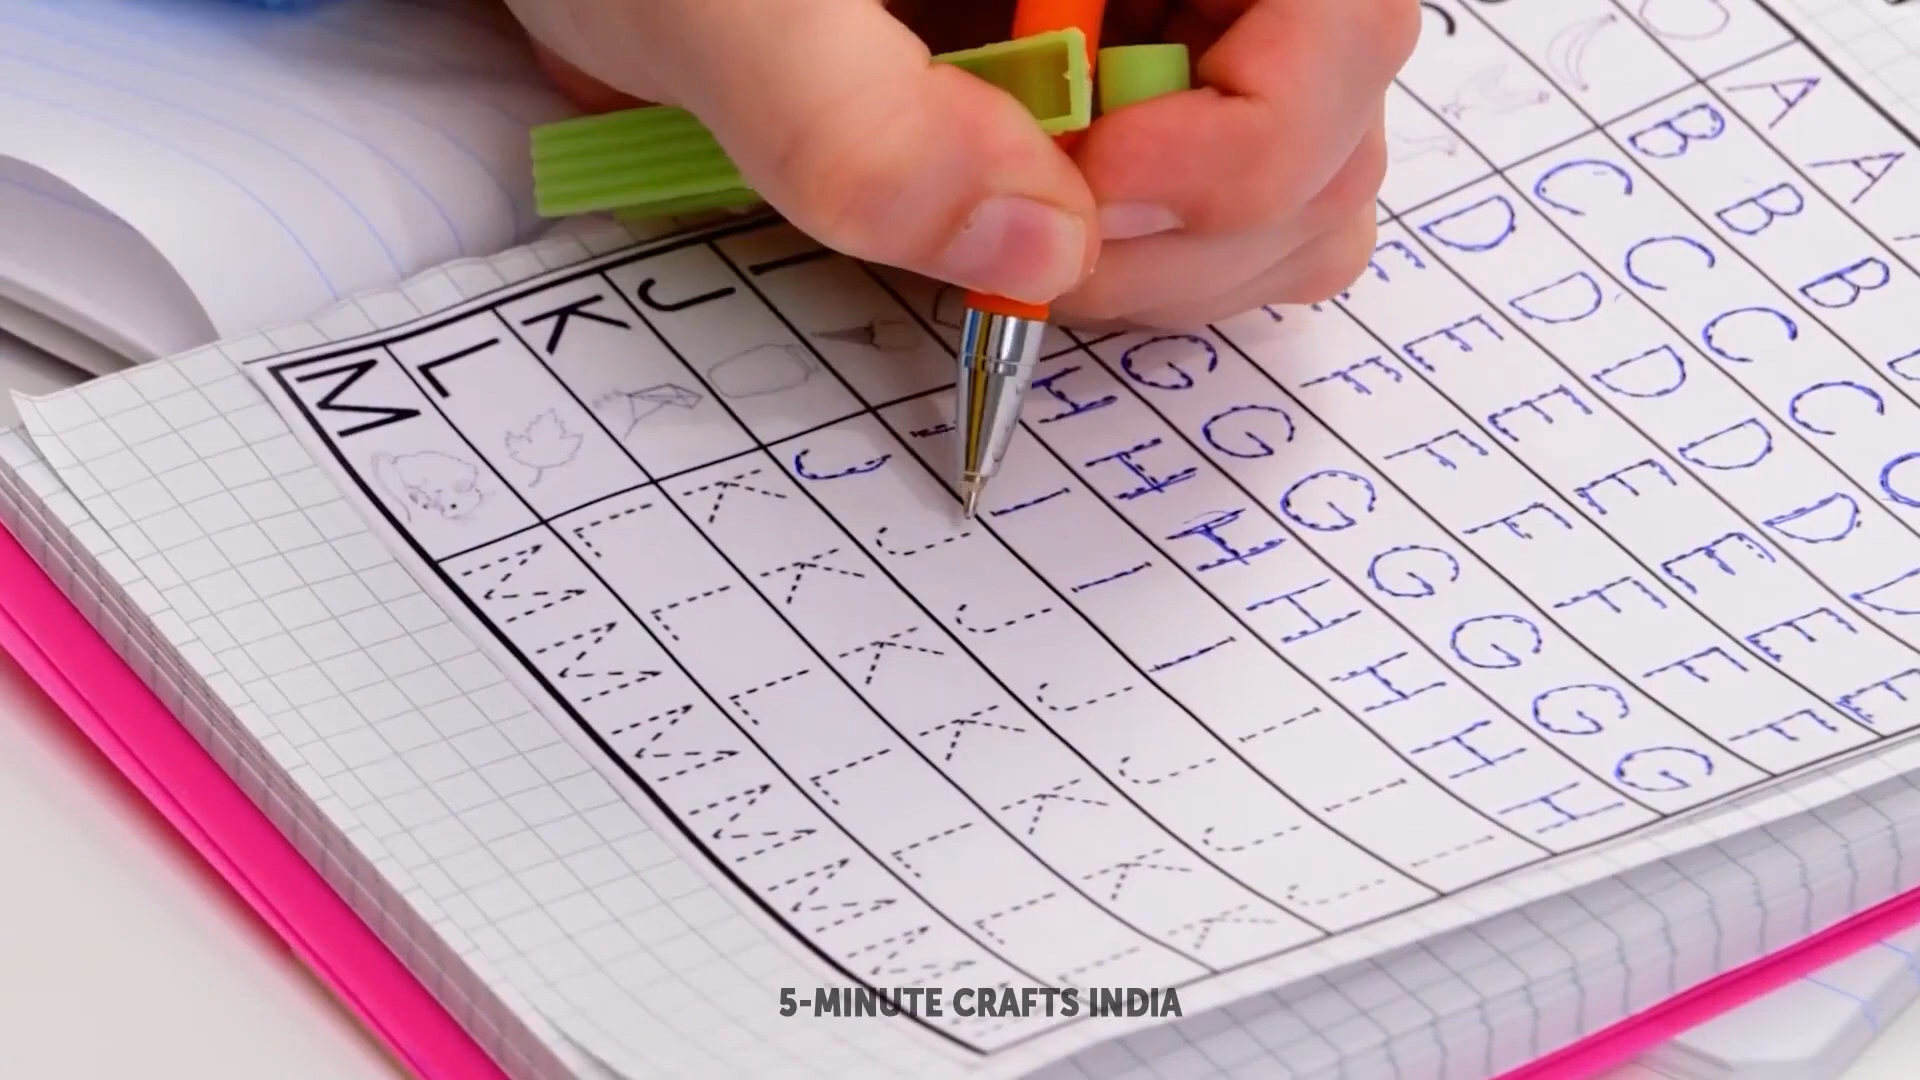 A A
B B B
C C C C C
D D D D D D
E E E E E E E
F F F F F F
G G G G G G G
H H H H H H H
I I I I I I I I
J J J J J J J J
K K K K K K K K
L L L L L L L L
M M M M M M M M
5-MINUTE CRAFTS INDIA